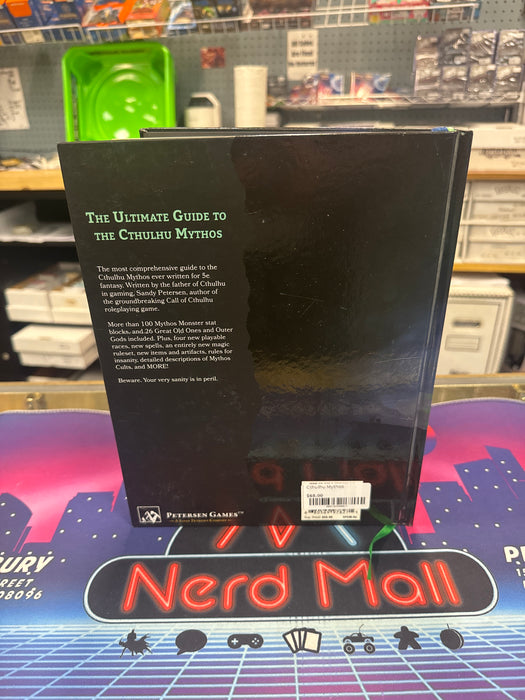 THE ULTIMATE GUIDE TO
THE CTHULHU MYTHOS
The most comprehensive guide to the
Cthulhu Mythos ever written for 5e
fantasy. Written by the father of Cthulhu
in gaming, Sandy Petersen, author of
the groundbreaking Call of Cthulhu
roleplaying game.
More than 100 Mythos Monster stat
blocks, and 26 Great Old Ones and Outer
Gods included. Plus, four new playable
races, new spells, an entirely new magic
ruleset, new items and artifacts, rules for
insanity, detailed descriptions of Mythos
Cults, and MORE!
Beware. Your very sanity is in peril.
Cthulhu Mythos
$60.00
PETERSEN GAMES™
BURY
STREET
Nerd Mall